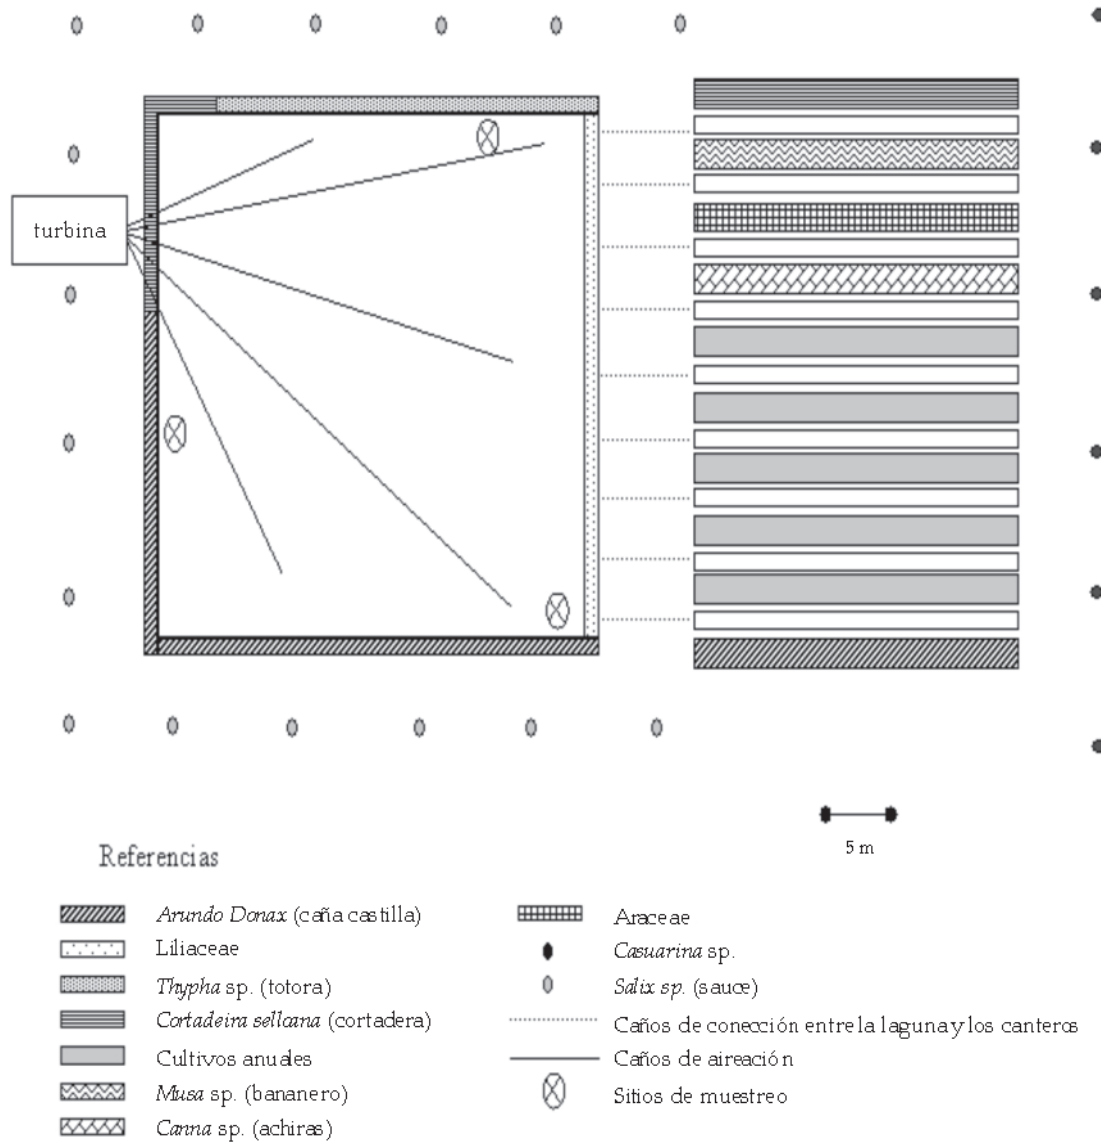 turbina
5 m
Referencias
Arundo Donax (caña castilla)
Liliaceae
Thypha sp. (totora)
Cortadeira sellcana (cortadera)
Cultivos anuales
Musa sp. (bananero)
Canna sp. (achiras)
Araceae
Casuarina sp.
Salix sp. (sauce)
Caños de conección entre la laguna y los canteros
Caños de aireación
Sitios de muestreo